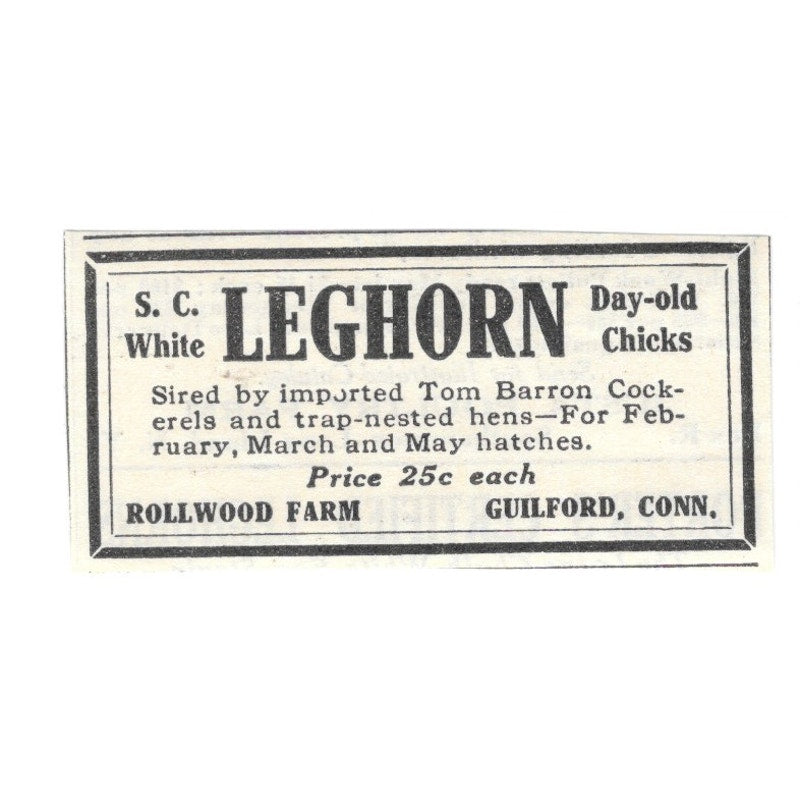 S. C. White LEGHORN Day-old Chicks
Sired by imported Tom Barron Cock-
erels and trap-nested hens—For Feb-
ruary, March and May hatches.
Price 25c each
ROLLWOOD FARM GUILFORD, CONN.